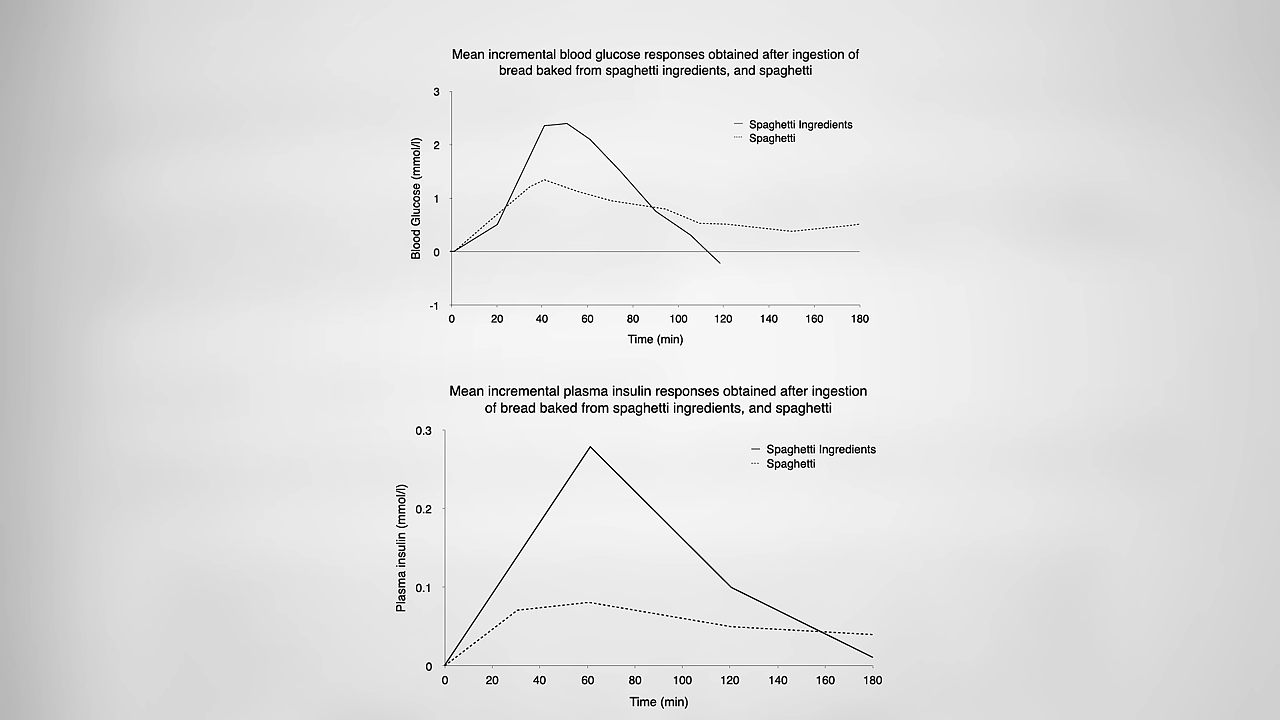 Mean incremental blood glucose responses obtained after ingestion of
bread baked from spaghetti ingredients, and spaghetti
3
2
1
0
-1
Blood Glucose (mmol/l)
Spaghetti Ingredients
Spaghetti
0 20 40 60 80 100 120 140 160 180
Time (min)
Mean incremental plasma insulin responses obtained after ingestion
of bread baked from spaghetti ingredients, and spaghetti
0.3
0.2
0.1
0
Plasma insulin (mmol/l)
Spaghetti Ingredients
Spaghetti
0 20 40 60 80 100 120 140 160 180
Time (min)